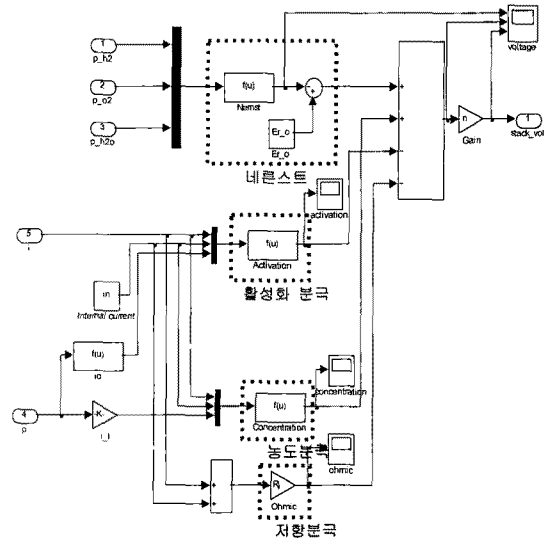 1
p_h2
2
p_o2
3
p_h2o
f(u)
Nernst
+
Er_o
Er_o
네른스트
voltage
+
+
−
−
n
Gain
1
stack_vol
activation
5
i
f(u)
Activation
활성화 분극
in
Internal current
f(u)
io
4
p
-K-
i_l
concentration
f(u)
Concentration
농도분극
ohmic
+
+
R
Ohmic
저항분극